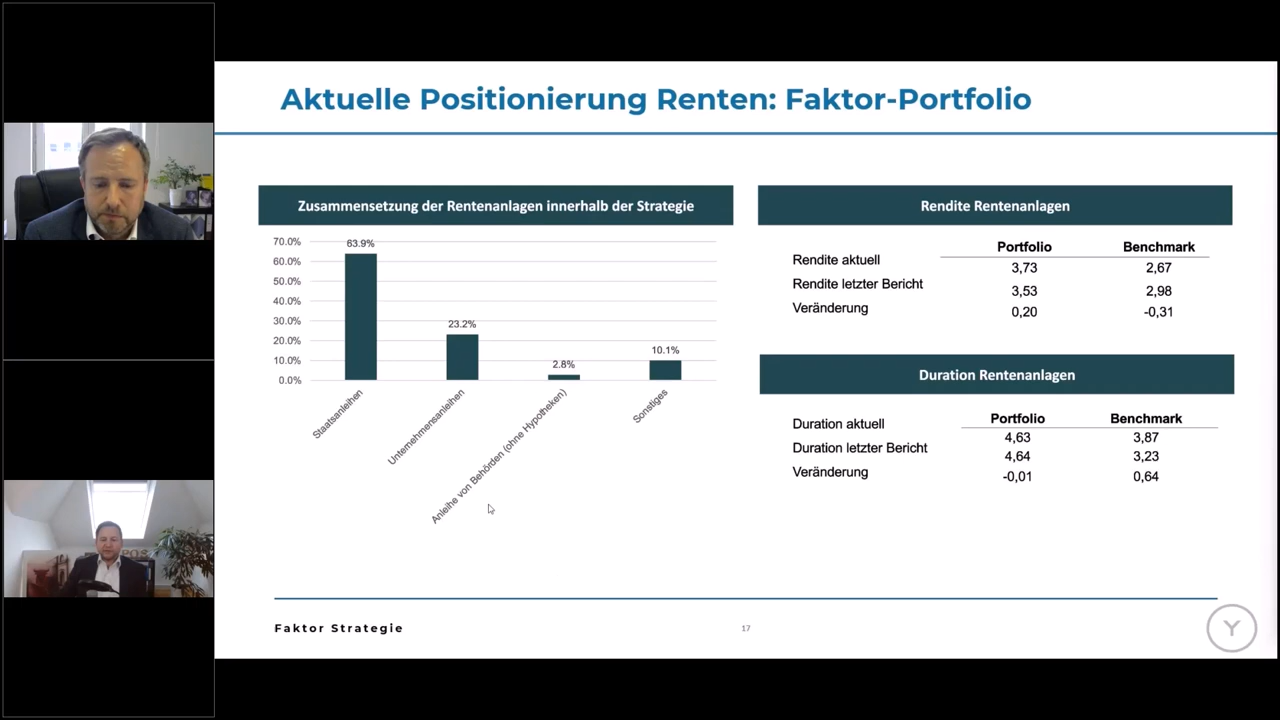 Aktuelle Positionierung Renten: Faktor-Portfolio
Zusammensetzung der Rentenanlagen innerhalb der Strategie
70.0%
60.0%
50.0%
40.0%
30.0%
20.0%
10.0%
0.0%
63.9%
23.2%
2.8%
10.1%
Staatsanleihen
Unternehmensanleihen
Anleihe von Behörden (ohne Hypotheken)
Sonstiges
Rendite Rentenanlagen
Portfolio Benchmark
Rendite aktuell 3,73 2,67
Rendite letzter Bericht 3,53 2,98
Veränderung 0,20 -0,31
Duration Rentenanlagen
Portfolio Benchmark
Duration aktuell 4,63 3,87
Duration letzter Bericht 4,64 3,23
Veränderung -0,01 0,64
Faktor Strategie
17
Y